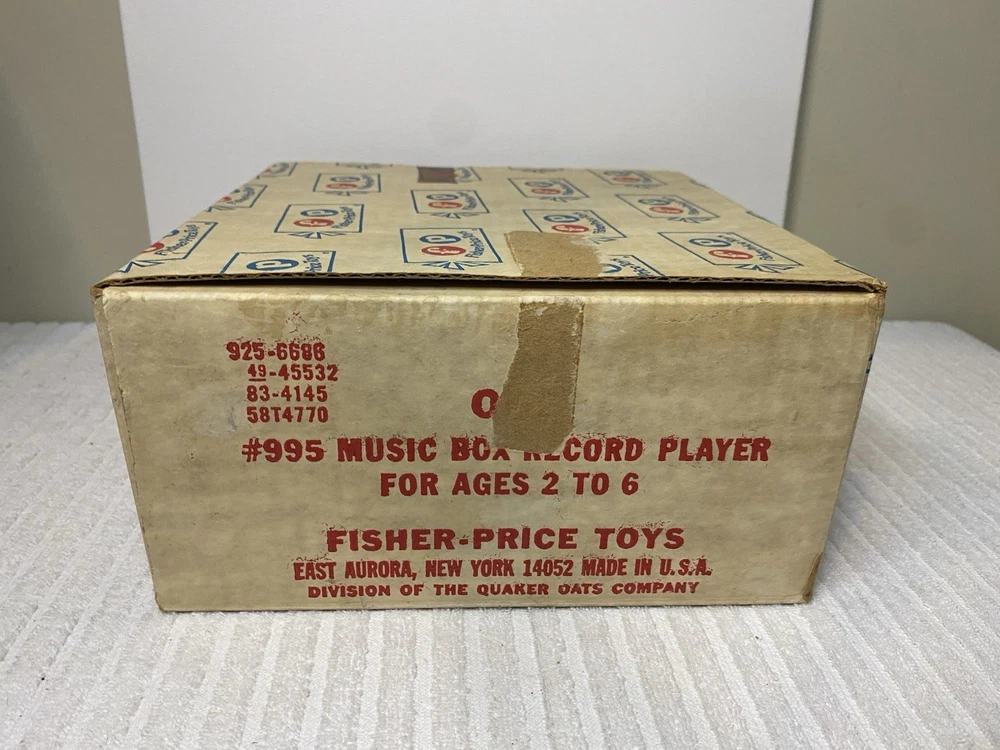 925-6686
49-45532
83-4145
58T4770
#995 MUSIC BOX RECORD PLAYER
FOR AGES 2 TO 6
FISHER-PRICE TOYS
EAST AURORA, NEW YORK 14052 MADE IN U.S.A.
DIVISION OF THE QUAKER OATS COMPANY